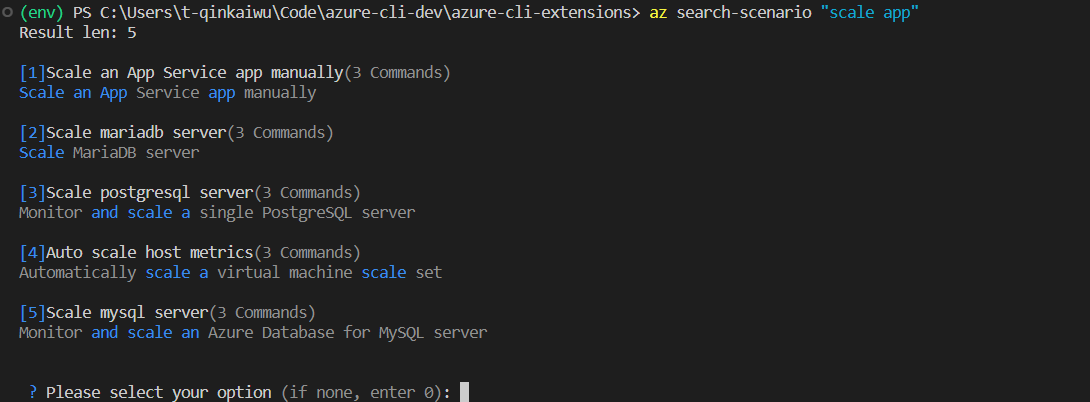 (env) PS C:\Users\t-qinkaiwu\Code\azure-cli-dev\azure-cli-extensions> az search-scenario "scale app"
Result len: 5
[1]Scale an App Service app manually(3 Commands)
Scale an App Service app manually
[2]Scale mariadb server(3 Commands)
Scale MariaDB server
[3]Scale postgresql server(3 Commands)
Monitor and scale a single PostgreSQL server
[4]Auto scale host metrics(3 Commands)
Automatically scale a virtual machine scale set
[5]Scale mysql server(3 Commands)
Monitor and scale an Azure Database for MySQL server
? Please select your option (if none, enter 0):